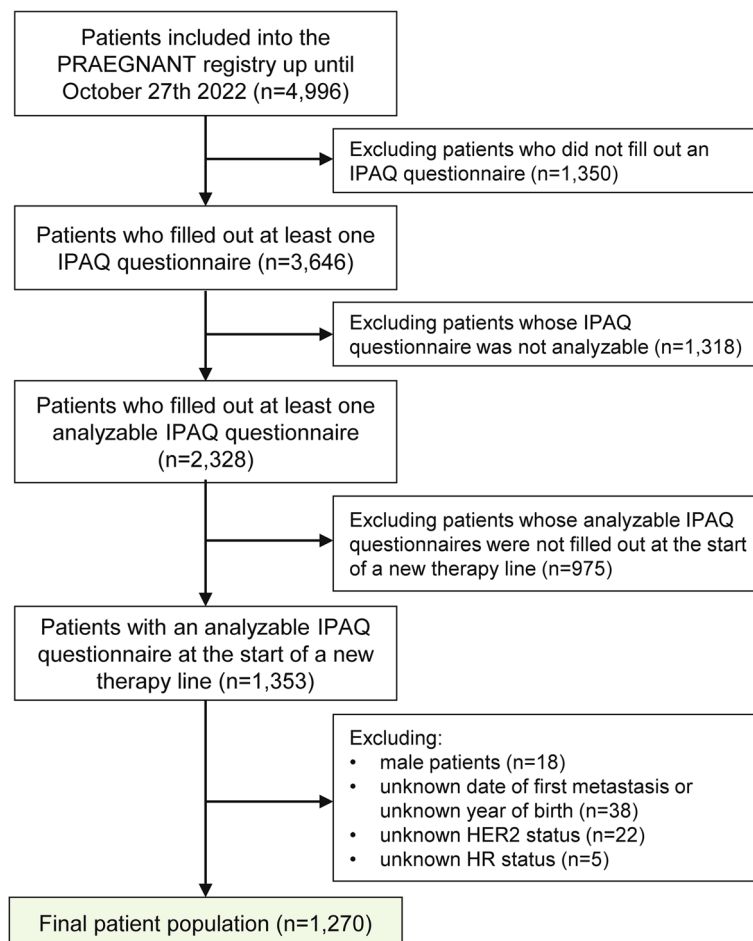 Patients included into the
PRAEGNANT registry up until
October 27th 2022 (n=4,996)
Excluding patients who did not fill out an
IPAQ questionnaire (n=1,350)
Patients who filled out at least one
IPAQ questionnaire (n=3,646)
Excluding patients whose IPAQ
questionnaire was not analyzable (n=1,318)
Patients who filled out at least one
analyzable IPAQ questionnaire
(n=2,328)
Excluding patients whose analyzable IPAQ
questionnaires were not filled out at the start
of a new therapy line (n=975)
Patients with an analyzable IPAQ
questionnaire at the start of a new
therapy line (n=1,353)
Excluding:
• male patients (n=18)
• unknown date of first metastasis or
unknown year of birth (n=38)
• unknown HER2 status (n=22)
• unknown HR status (n=5)
Final patient population (n=1,270)